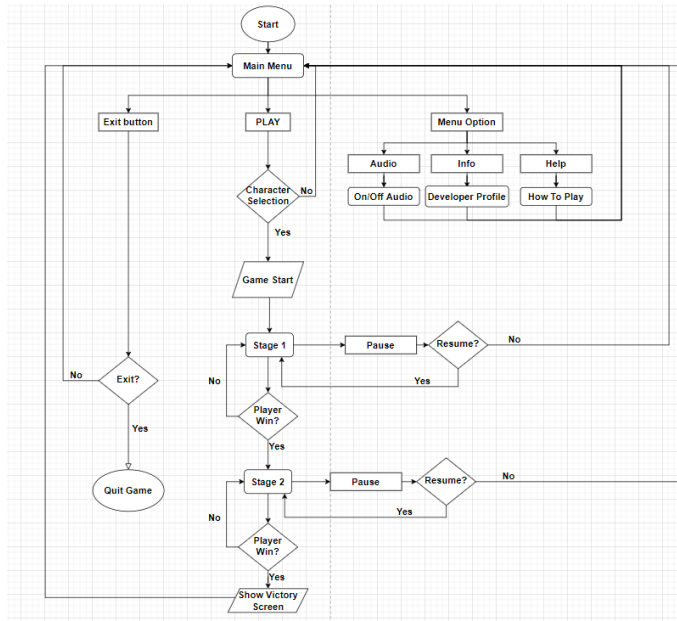 Start
Main Menu
Exit button
PLAY
Menu Option
Audio
Info
Help
Character
Selection
No
On/Off Audio
Developer Profile
How To Play
Yes
Game Start
Stage 1
Pause
Resume?
No
Yes
No
Exit?
No
Player
Win?
Yes
Yes
Stage 2
Pause
Resume?
No
Quit Game
Yes
No
Player
Win?
Yes
Show Victory
Screen